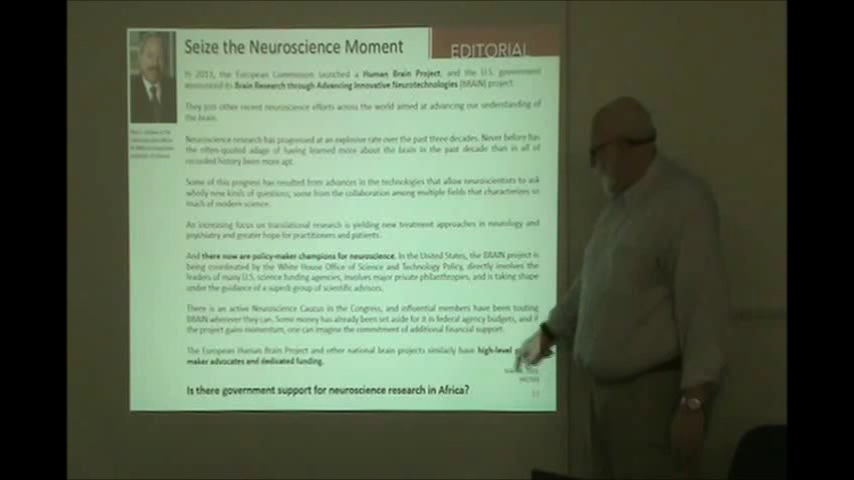 Seize the Neuroscience Moment
EDITORIAL
In 2013, the European Commission launched a Human Brain Project, and the U.S. government
announced its Brain Research through Advancing Innovative Neurotechnologies (BRAIN) project.
They join other recent neuroscience efforts across the world aimed at advancing our understanding of
the brain.
Neuroscience research has progressed at an explosive rate over the past three decades. Never before has
the often-quoted adage of having learned more about the brain in the past decade than in all of
recorded history been more apt.
Some of this progress has resulted from advances in the technologies that allow neuroscientists to ask
wholly new kinds of questions; some from the collaboration among multiple fields that characterizes so
much of modern science.
An increasing focus on translational research is yielding new treatment approaches in neurology and
psychiatry and greater hope for practitioners and patients.
And there now are policy-maker champions for neuroscience. In the United States, the BRAIN project is
being coordinated by the White House Office of Science and Technology Policy, directly involves the
leaders of many U.S. science funding agencies, involves major private philanthropies, and is taking shape
under the guidance of a superb group of scientific advisors.
There is an active Neuroscience Caucus in the Congress, and influential members have been touting
BRAIN wherever they can. Some money has already been set aside for it in federal agency budgets, and if
the project gains momentum, one can imagine the commitment of additional financial support.
The European Human Brain Project and other national brain projects similarly have high-level
maker advocates and dedicated funding.
Is there government support for neuroscience research in Africa?